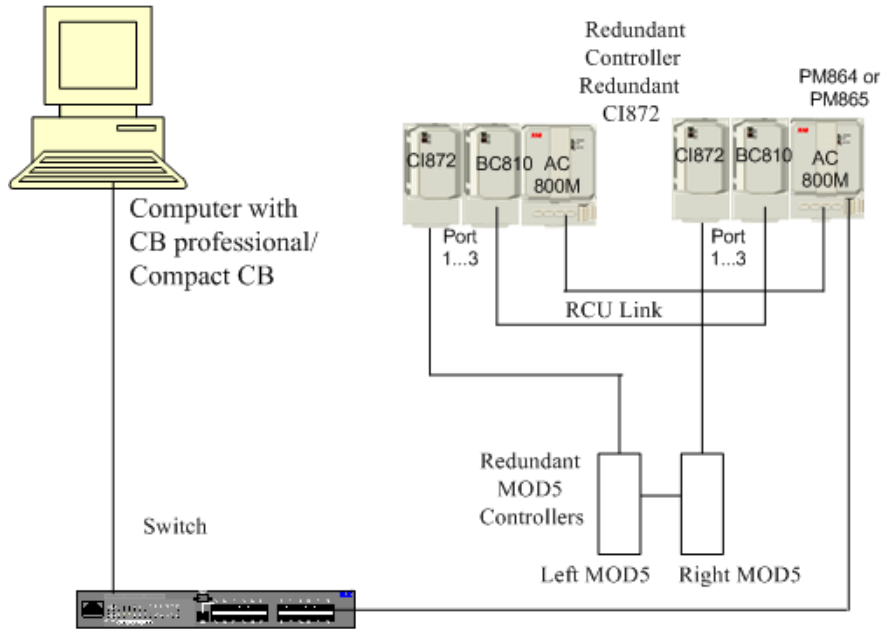 Redundant
Controller
Redundant
CI872
PM864 or
PM865
CI872
BC810
AC
800M
CI872
BC810
AC
800M
Computer with
CB professional/
Compact CB
Port
1...3
Port
1...3
RCU Link
Redundant
MOD5
Controllers
Switch
Left MOD5
Right MOD5